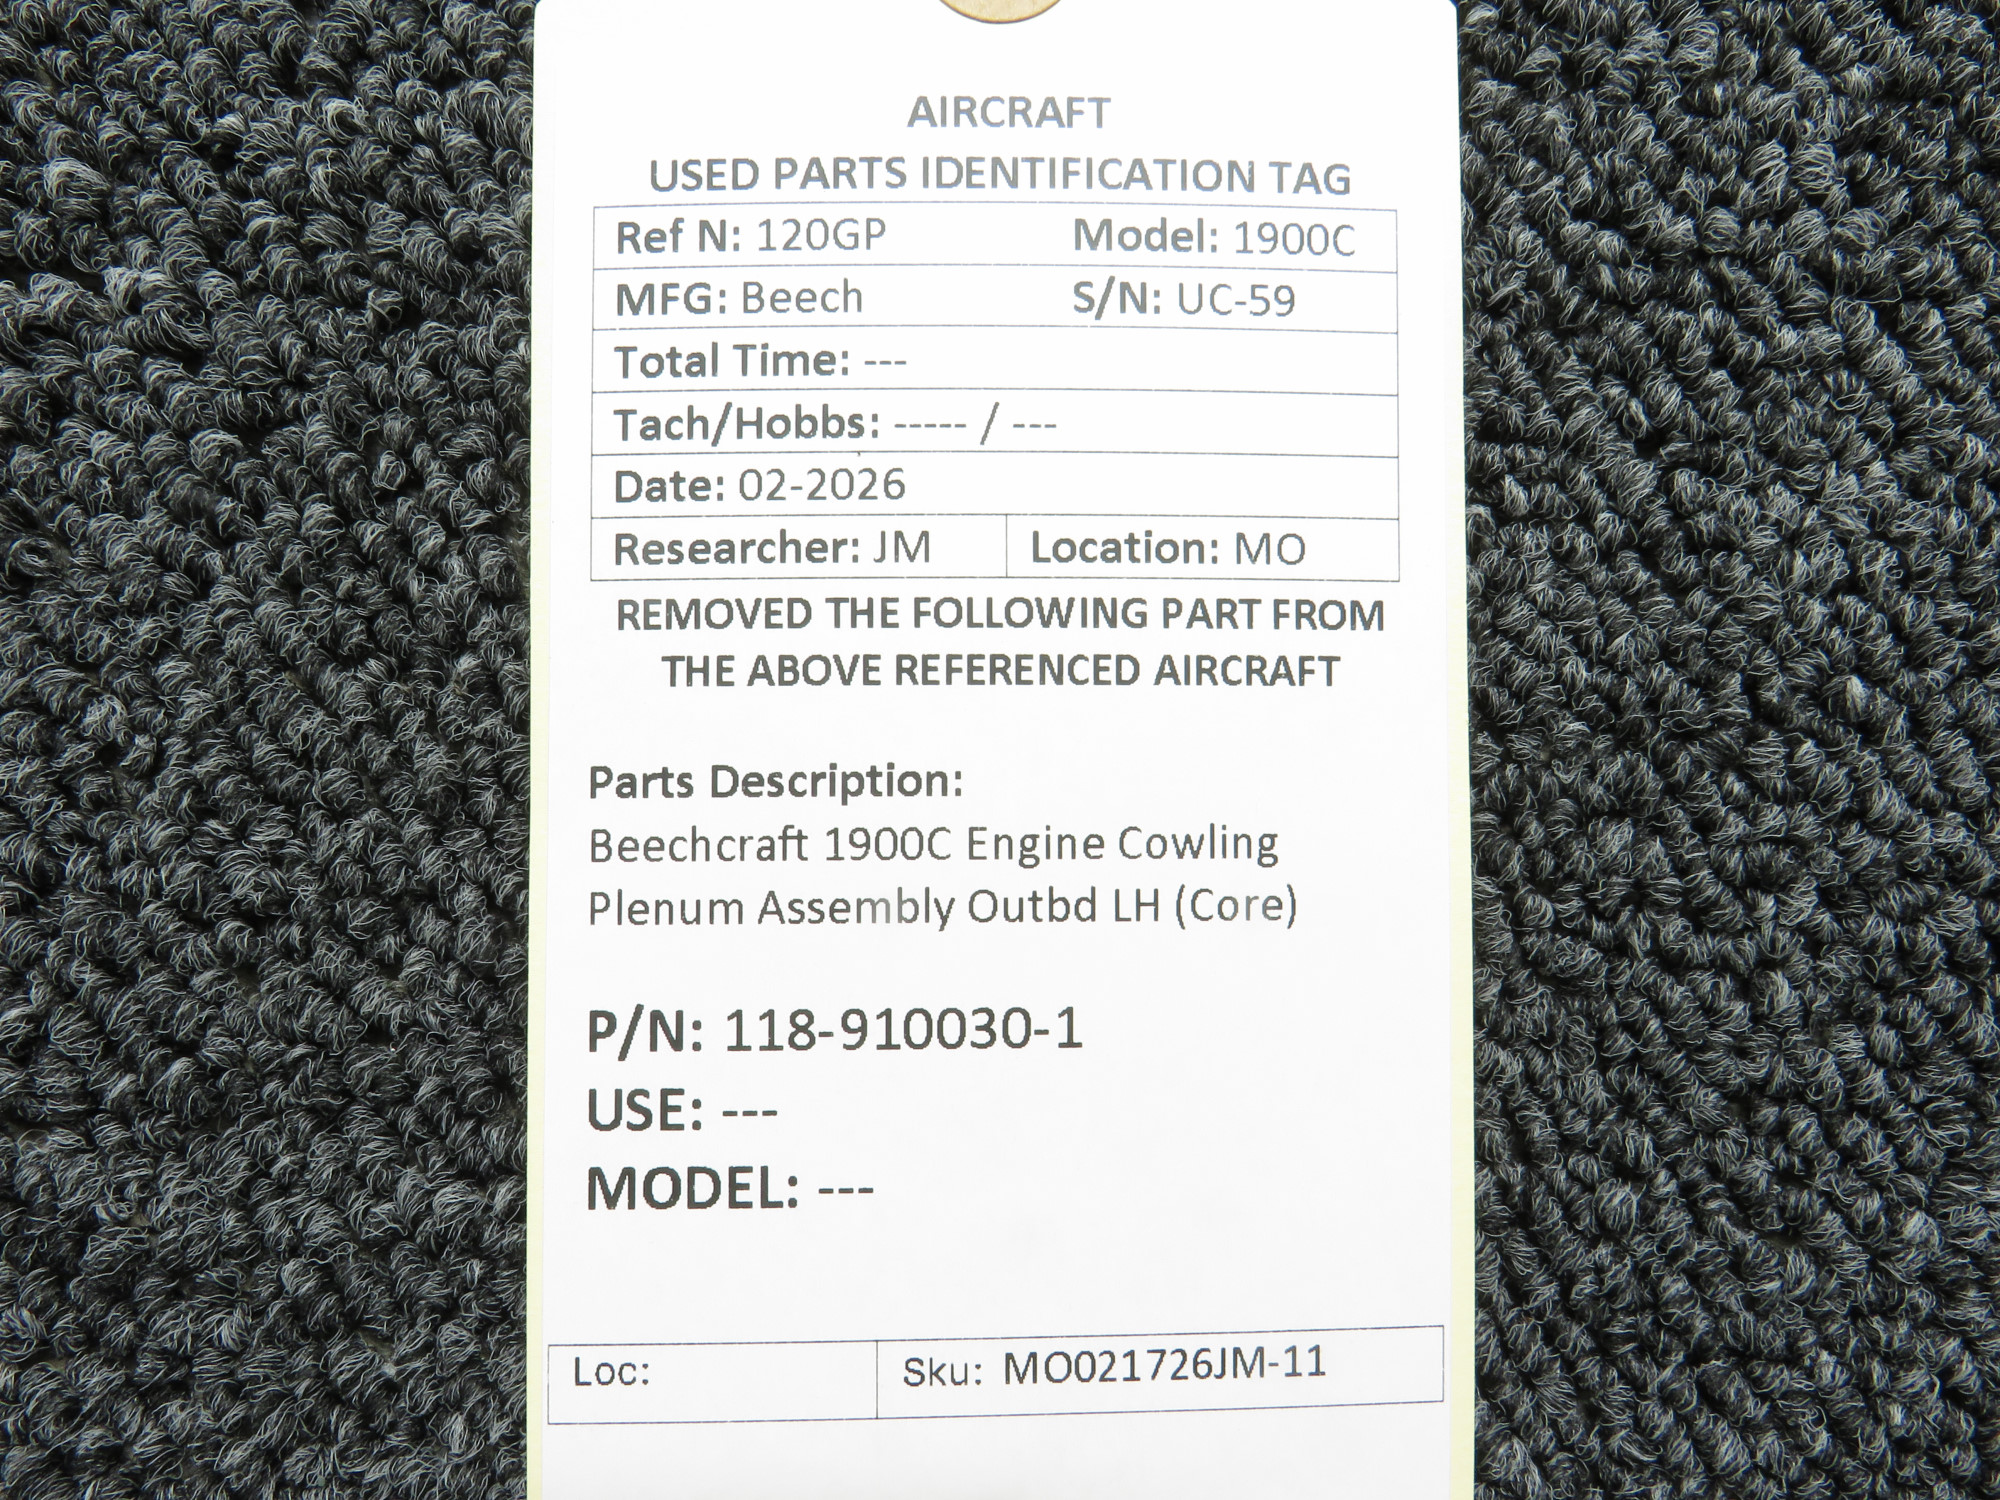 AIRCRAFT
USED PARTS IDENTIFICATION TAG
Ref N: 120GP Model: 1900C
MFG: Beech S/N: UC-59
Total Time: ---
Tach/Hobbs: ----- / ---
Date: 02-2026
Researcher: JM Location: MO
REMOVED THE FOLLOWING PART FROM
THE ABOVE REFERENCED AIRCRAFT
Parts Description:
Beechcraft 1900C Engine Cowling
Plenum Assembly Outbd LH (Core)
P/N: 118-910030-1
USE: ---
MODEL: ---
Loc: Sku: MO021726JM-11